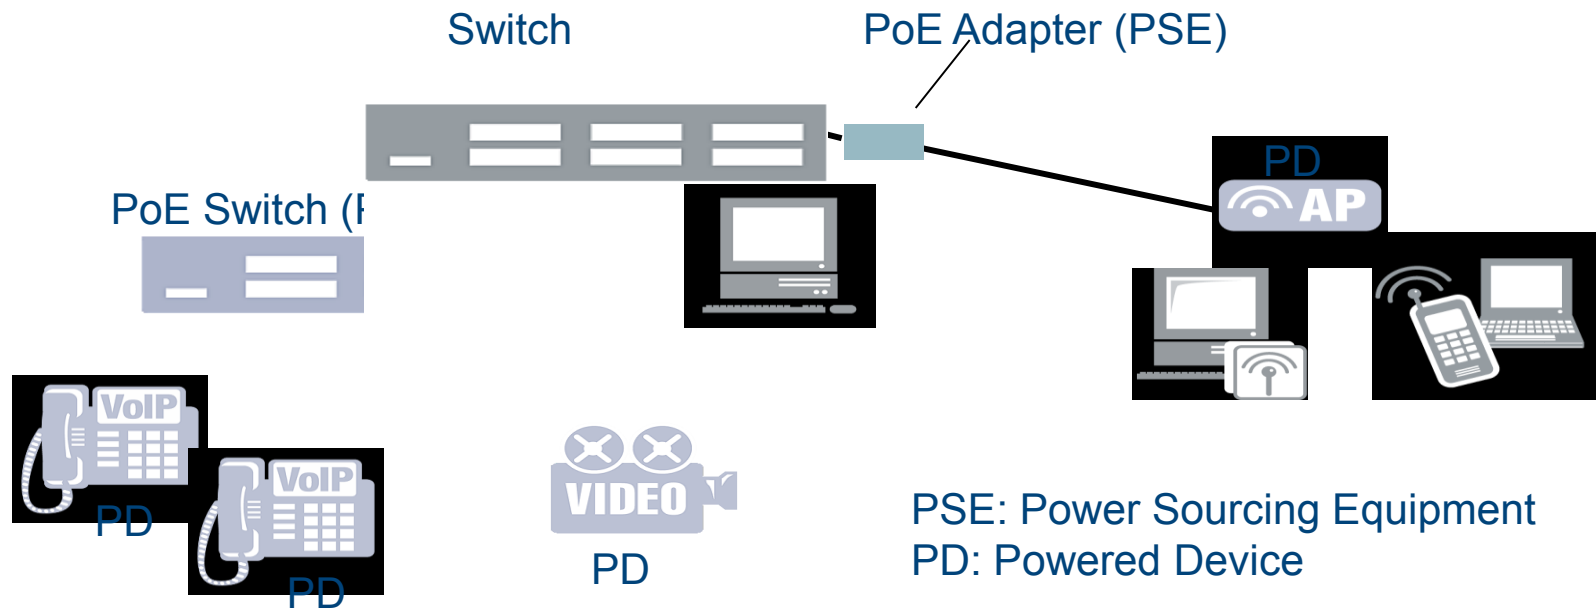 Switch
PoE Adapter (PSE)
PD
AP
PoE Switch (
VoIP
VoIP
PD
PD
VIDEO
PD
PSE: Power Sourcing Equipment
PD: Powered Device